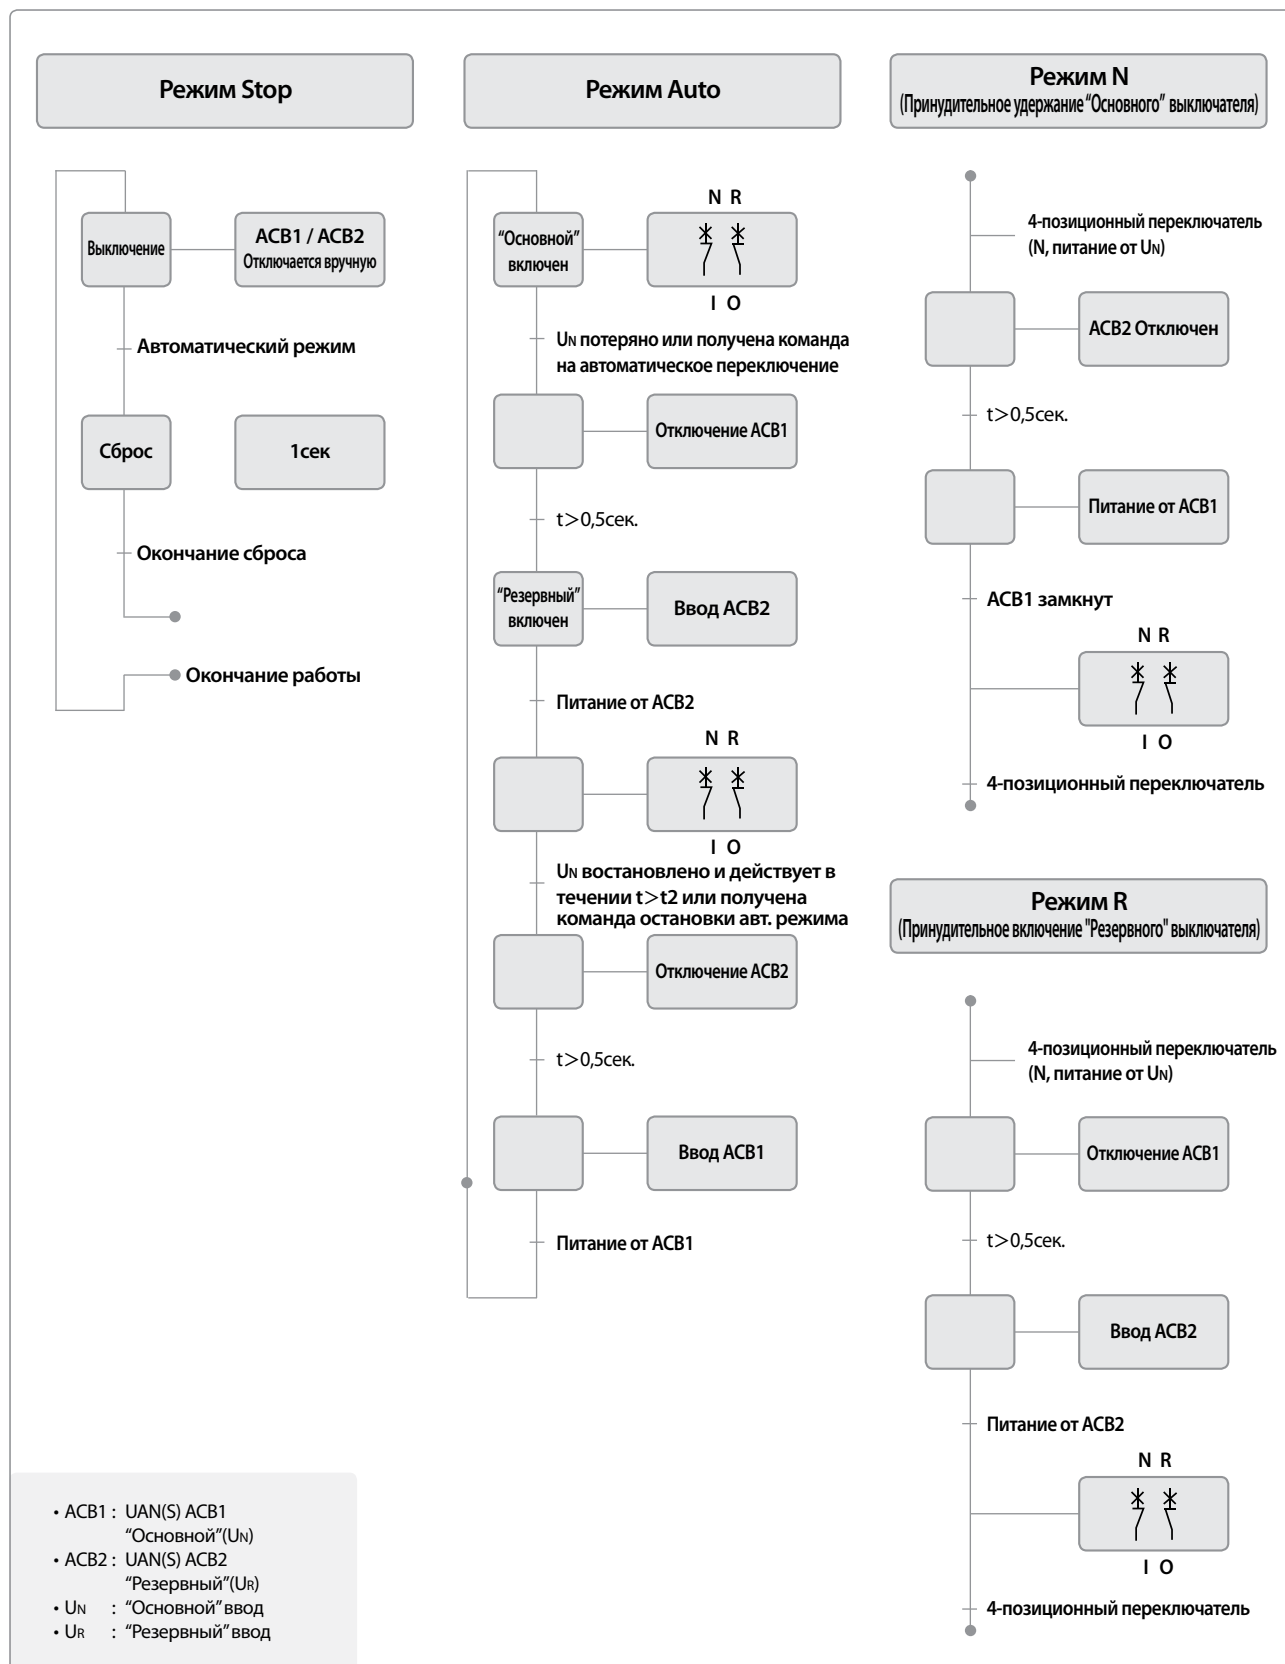 Режим Stop
Выключение
ACB1 / ACB2
Отключается вручную
Автоматический режим
Сброс
1сек
Окончание сброса
Окончание работы
Режим Auto
N R
“Основной”
включен
I O
UN потеряно или получена команда
на автоматическое переключение
Отключение ACB1
t>0,5сек.
“Резервный”
включен
Ввод ACB2
Питание от ACB2
N R
I O
UN востановлено и действует в
течении t>t2 или получена
команда остановки авт. режима
Отключение ACB2
t>0,5сек.
Ввод ACB1
Питание от ACB1
Режим N
(Принудительное удержание “Основного” выключателя)
4-позиционный переключатель
(N, питание от UN)
ACB2 Отключен
t>0,5сек.
Питание от ACB1
ACB1 замкнут
N R
I O
4-позиционный переключатель
Режим R
(Принудительное включение "Резервного" выключателя)
4-позиционный переключатель
(N, питание от UN)
Отключение ACB1
t>0,5сек.
Ввод ACB2
Питание от ACB2
N R
I O
4-позиционный переключатель
• ACB1 : UAN(S) ACB1
“Основной”(UN)
• ACB2 : UAN(S) ACB2
“Резервный”(UR)
• UN : “Основной” ввод
• UR : “Резервный” ввод